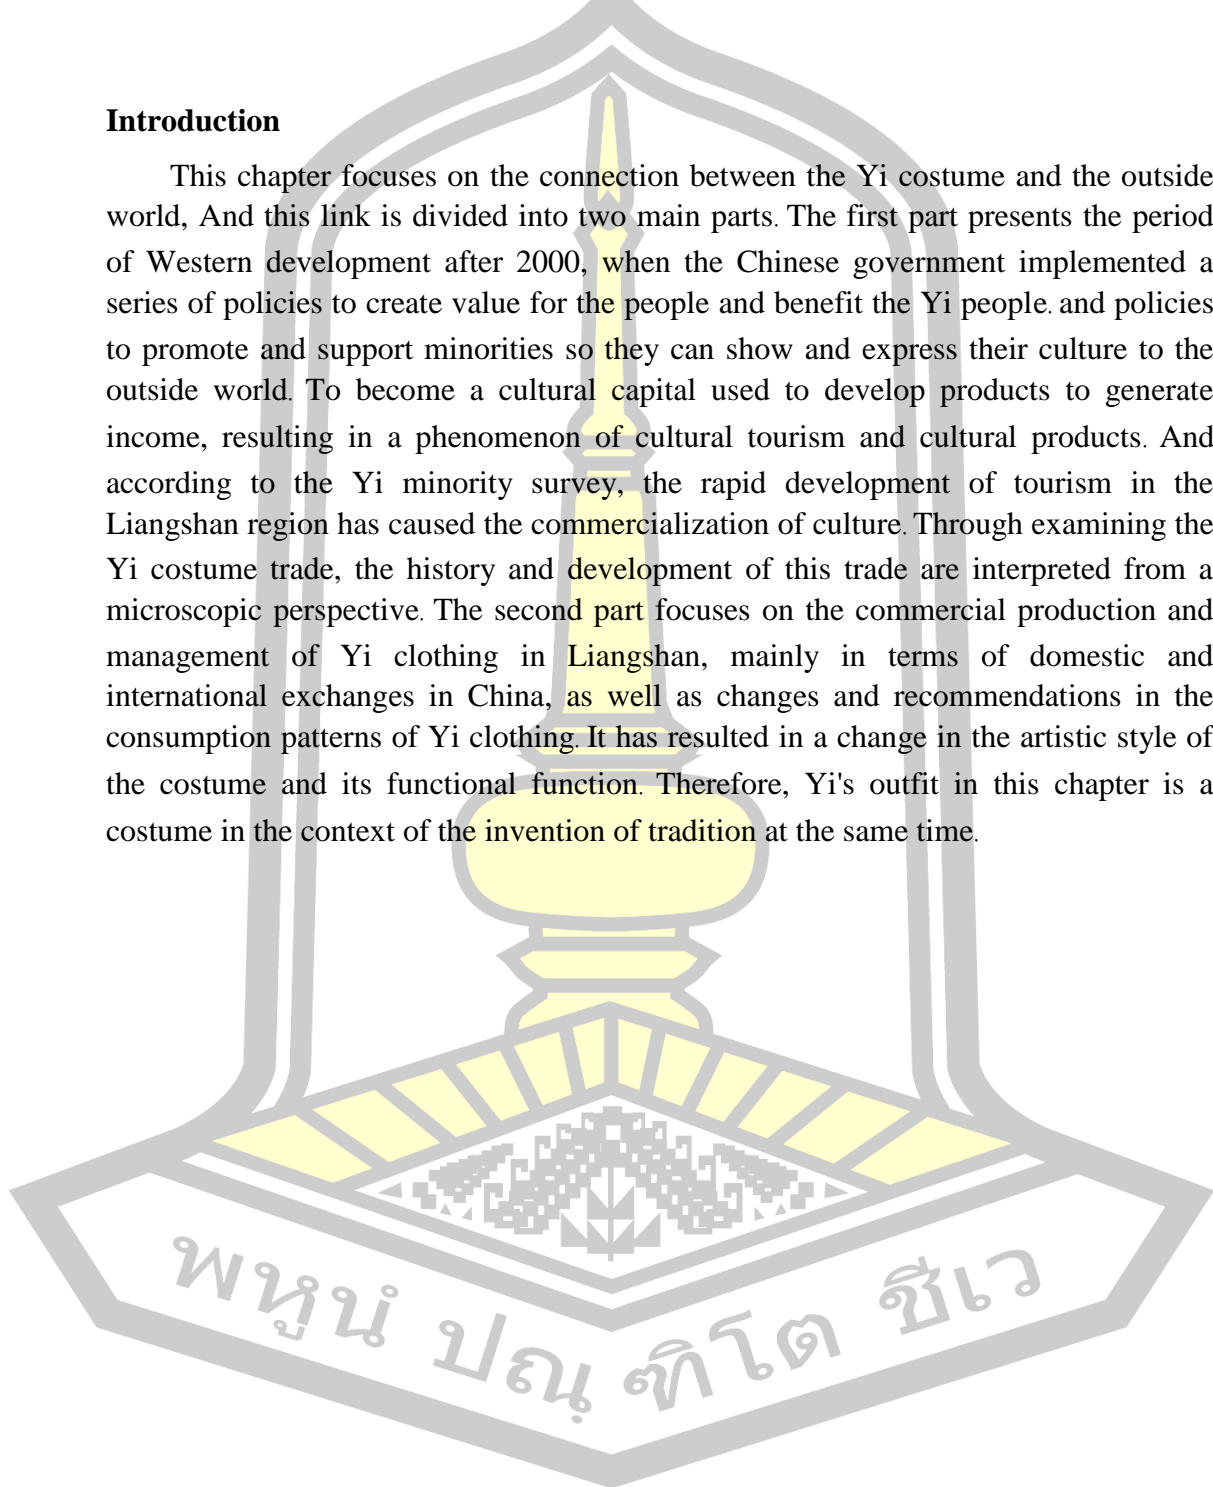 Introduction
This chapter focuses on the connection between the Yi costume and the outside
world, And this link is divided into two main parts. The first part presents the period
of Western development after 2000, when the Chinese government implemented a
series of policies to create value for the people and benefit the Yi people. and policies
to promote and support minorities so they can show and express their culture to the
outside world. To become a cultural capital used to develop products to generate
income, resulting in a phenomenon of cultural tourism and cultural products. And
according to the Yi minority survey, the rapid development of tourism in the
Liangshan region has caused the commercialization of culture. Through examining the
Yi costume trade, the history and development of this trade are interpreted from a
microscopic perspective. The second part focuses on the commercial production and
management of Yi clothing in Liangshan, mainly in terms of domestic and
international exchanges in China, as well as changes and recommendations in the
consumption patterns of Yi clothing. It has resulted in a change in the artistic style of
the costume and its functional function. Therefore, Yi's outfit in this chapter is a
costume in the context of the invention of tradition at the same time.
พหูนํ ปณฺฑิโต ชีเว